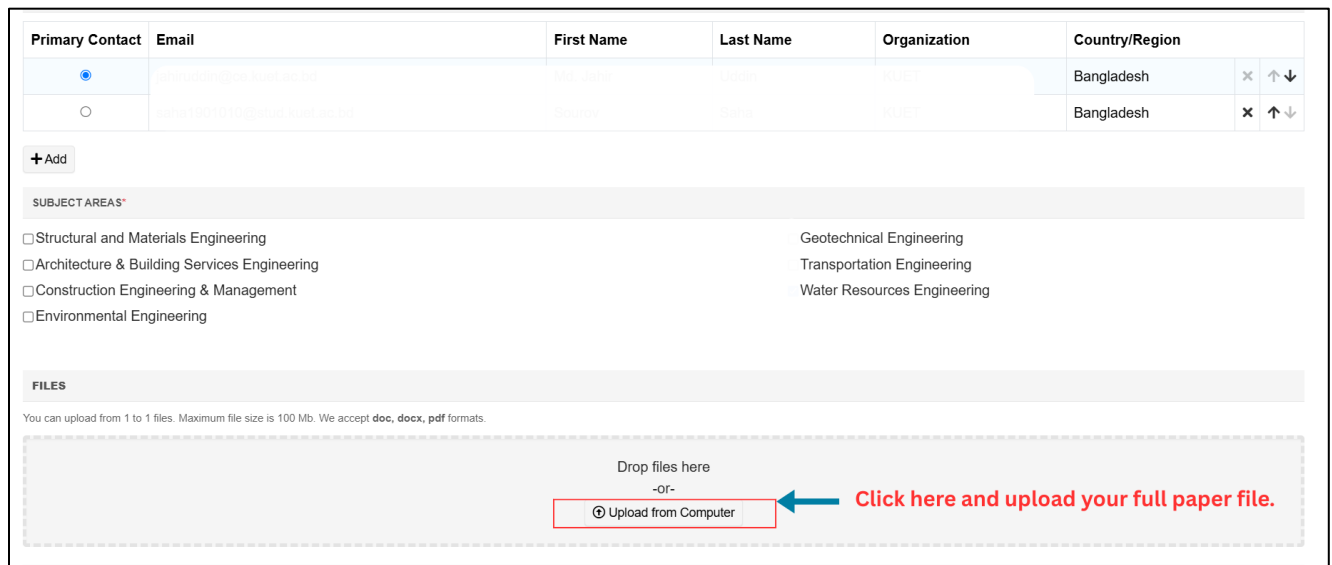 Primary Contact Email First Name Last Name Organization Country/Region
Bangladesh
Bangladesh
Add
SUBJECT AREAS*
Structural and Materials Engineering Geotechnical Engineering
Architecture & Building Services Engineering Transportation Engineering
Construction Engineering & Management Water Resources Engineering
Environmental Engineering
FILES
You can upload from 1 to 1 files. Maximum file size is 100 Mb. We accept doc, docx, pdf formats.
Drop files here
-or-
Upload from Computer
Click here and upload your full paper file.